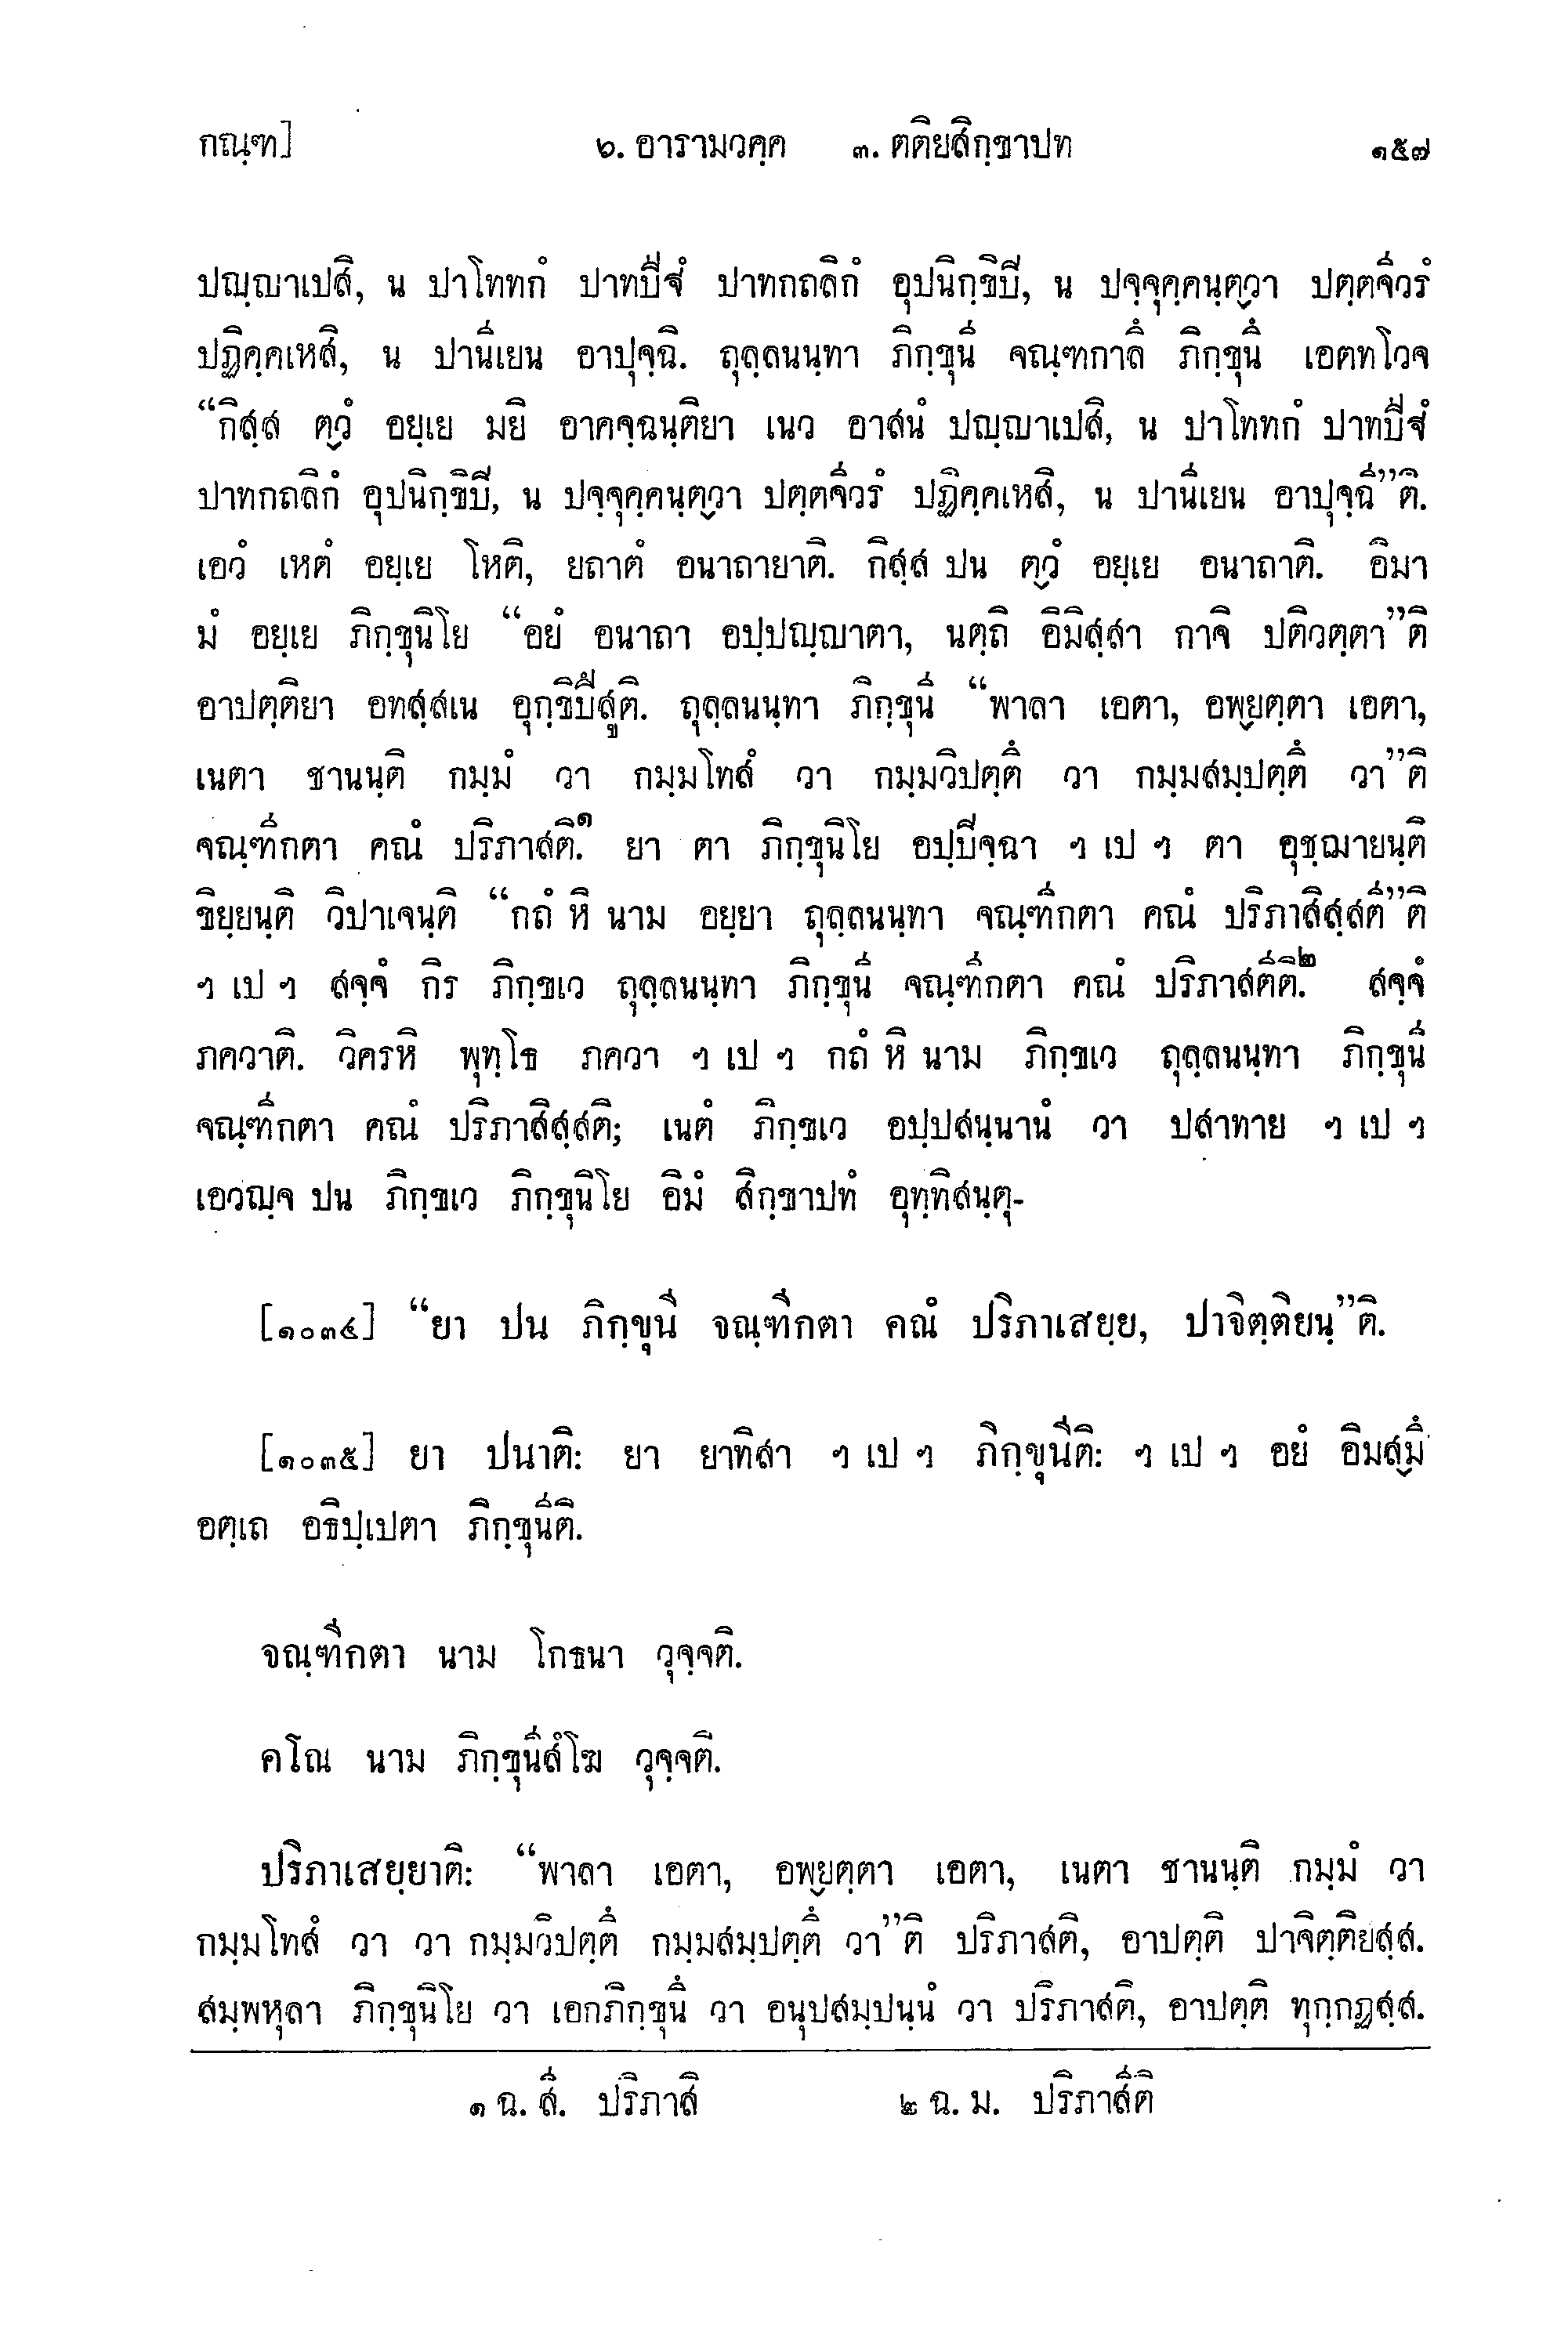 กณฺฑ] ๖. อารามวคฺค ๓. ตติยสิกฺขาปท ๑๕๗
ปญฺญาเปสิ, น ปาโททกํ ปาทปีฐํ ปาทกถลิกํ อุปนิกฺขิปิ, น ปจฺจุคฺคนฺตฺวา ปตฺตจีวรํ
ปฏิคฺคเหสิ, น ปานีเยน อาปุจฺฉิ. ถุลฺลนนฺทา ภิกฺขุนี จณฺฑกาลึ ภิกฺขุนึ เอตทโวจ
“กิสฺส ตฺวํ อยฺเย มยิ อาคจฺฉนฺติยา เนว อาสนํ ปญฺญาเปสิ, น ปาโททกํ ปาทปีฐํ
ปาทกถลิกํ อุปนิกฺขิปิ, น ปจฺจุคฺคนฺตฺวา ปตฺตจีวรํ ปฏิคฺคเหสิ, น ปานีเยน อาปุจฺฉี”ติ.
เอวํ เหตํ อยฺเย โหติ, ยถาตํ อนาถายาติ. กิสฺส ปน ตฺวํ อยฺเย อนาถาติ. อิมา
มํ อยฺเย ภิกฺขุนิโย “อยํ อนาถา อปฺปญฺญาตา, นตฺถิ อิมิสฺสา กาจิ ปติวตฺตา”ติ
อาปตฺติยา อทสฺสเน อุกฺขิปึสูติ. ถุลฺลนนฺทา ภิกฺขุนี “พาลา เอตา, อพฺยตฺตา เอตา,
เนตา ชานนฺติ กมฺมํ วา กมฺมโทสํ วา กมฺมวิปตฺตึ วา กมฺมสมฺปตฺตึ วา”ติ
จณฺฑีกตา คณํ ปริภาสติ.๑ ยา ตา ภิกฺขุนิโย อปฺปิจฺฉา ฯ เป ฯ ตา อุชฺฌายนฺติ
ขิยฺยนฺติ วิปาเจนฺติ “กถํ หิ นาม อยฺยา ถุลฺลนนฺทา จณฺฑีกตา คณํ ปริภาสิสฺสตี”ติ
ฯ เป ฯ สจฺจํ กิร ภิกฺขเว ถุลฺลนนฺทา ภิกฺขุนี จณฺฑีกตา คณํ ปริภาสตีติ.๒ สจฺจํ
ภควาติ. วิครหิ พุทฺโธ ภควา ฯ เป ฯ กถํ หิ นาม ภิกฺขเว ถุลฺลนนฺทา ภิกฺขุนี
จณฺฑีกตา คณํ ปริภาสิสฺสติ; เนตํ ภิกฺขเว อปฺปสนฺนานํ วา ปสาทาย ฯ เป ฯ
เอวญฺจ ปน ภิกฺขเว ภิกฺขุนิโย อิมํ สิกฺขาปทํ อุทฺทิสนฺตุ-
[๑๐๓๔] “ยา ปน ภิกฺขุนี จณฺฑีกตา คณํ ปริภาเสยฺย, ปาจิตฺติยนฺ”ติ.
[๑๐๓๕] ยา ปนาติ: ยา ยาทิสา ฯ เป ฯ ภิกฺขุนีติ: ฯ เป ฯ อยํ อิมสฺมึ
อตฺเถ อธิปฺเปตา ภิกฺขุนีติ.
จณฺฑีกตา นาม โกธนา วุจฺจติ.
คโณ นาม ภิกฺขุนีสํโฆ วุจฺจติ.
ปริภาเสยฺยาติ: “พาลา เอตา, อพฺยตฺตา เอตา, เนตา ชานนฺติ กมฺมํ วา
กมฺมโทสํ วา วา กมฺมวิปตฺตึ กมฺมสมฺปตฺตึ วา”ติ ปริภาสติ, อาปตฺติ ปาจิตฺติยสฺส.
สมฺพหุลา ภิกฺขุนิโย วา เอกภิกฺขุนึ วา อนุปสมฺปนฺนํ วา ปริภาสติ, อาปตฺติ ทุกฺกฏสฺส.
๑ ฉ. สี. ปริภาสิ ๒ ฉ. ม. ปริภาสีติ